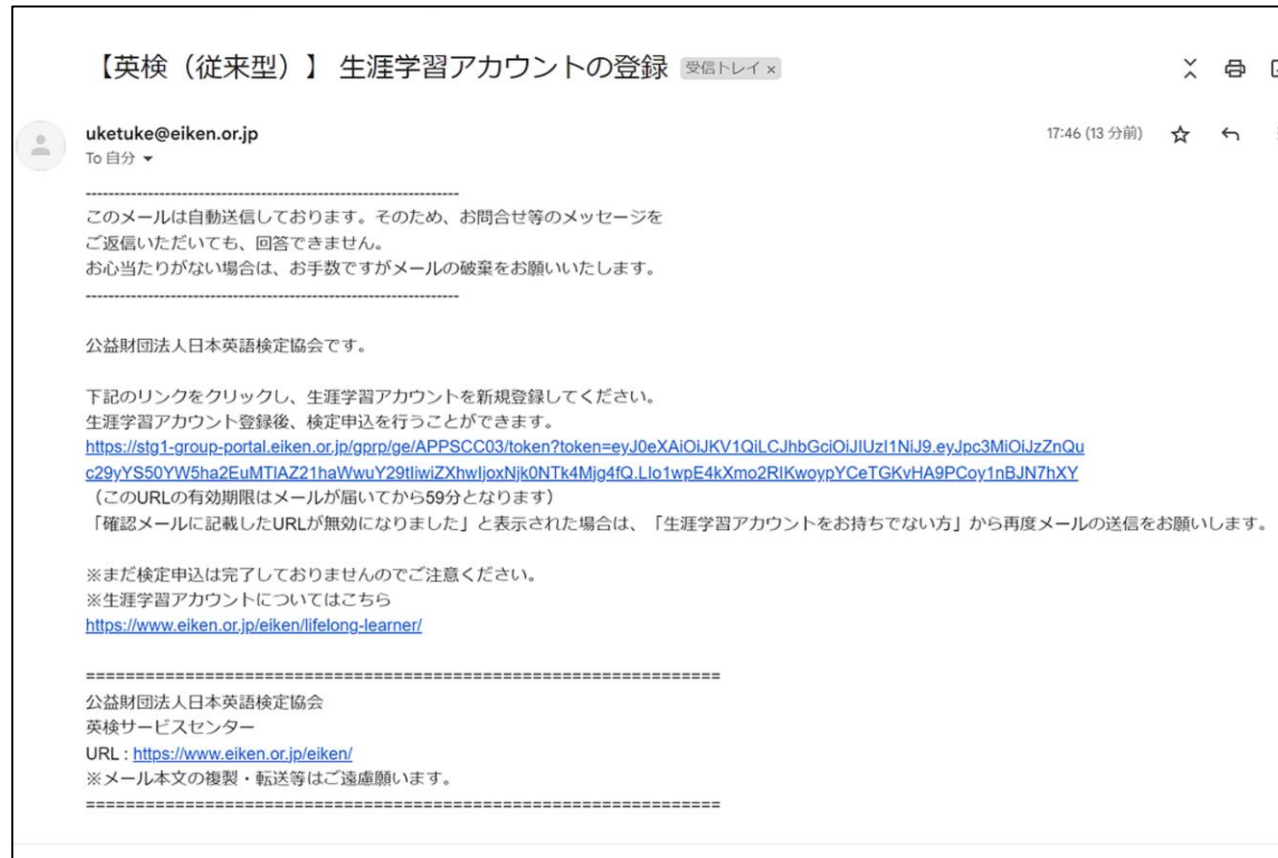 【英検（従来型）】 生涯学習アカウントの登録 受信トレイ ×
uketuke@eiken.or.jp
17:46 (13 分前)
To 自分
-----------------------------------------------------------------
このメールは自動送信しております。そのため、お問合せ等のメッセージを
ご返信いただいても、回答できません。
お心当たりがない場合は、お手数ですがメールの破棄をお願いいたします。
-----------------------------------------------------------------
公益財団法人日本英語検定協会です。
下記のリンクをクリックし、生涯学習アカウントを新規登録してください。
生涯学習アカウント登録後、検定申込を行うことができます。
https://stg1-group-portal.eiken.or.jp/gprp/ge/APPSCC03/token?token=eyJ0eXAiOiJKV1QiLCJhbGciOiJIUzI1NiJ9.eyJpc3MiOiJzZnQu
c29yYS50YW5ha2EuMTIAZ21haWwuY29tIiwiZXhwIjoxNjk0NTk4Mjg4fQ.LIo1wpE4kXmo2RIKwoypYCeTGKvHA9PCoy1nBJN7hXY
（このURLの有効期限はメールが届いてから59分となります）
「確認メールに記載したURLが無効になりました」と表示された場合は、「生涯学習アカウントをお持ちでない方」から再度メールの送信をお願いします。
※まだ検定申込は完了しておりませんのでご注意ください。
※生涯学習アカウントについてはこちら
https://www.eiken.or.jp/eiken/lifelong-learner/
================================================================
公益財団法人日本英語検定協会
英検サービスセンター
URL : https://www.eiken.or.jp/eiken/
※メール本文の複製・転送等はご遠慮願います。
================================================================